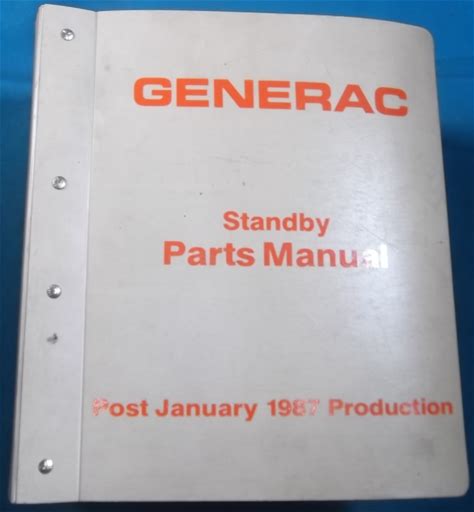 GENERAC
Standby
Parts Manual
Post January 1987 Production